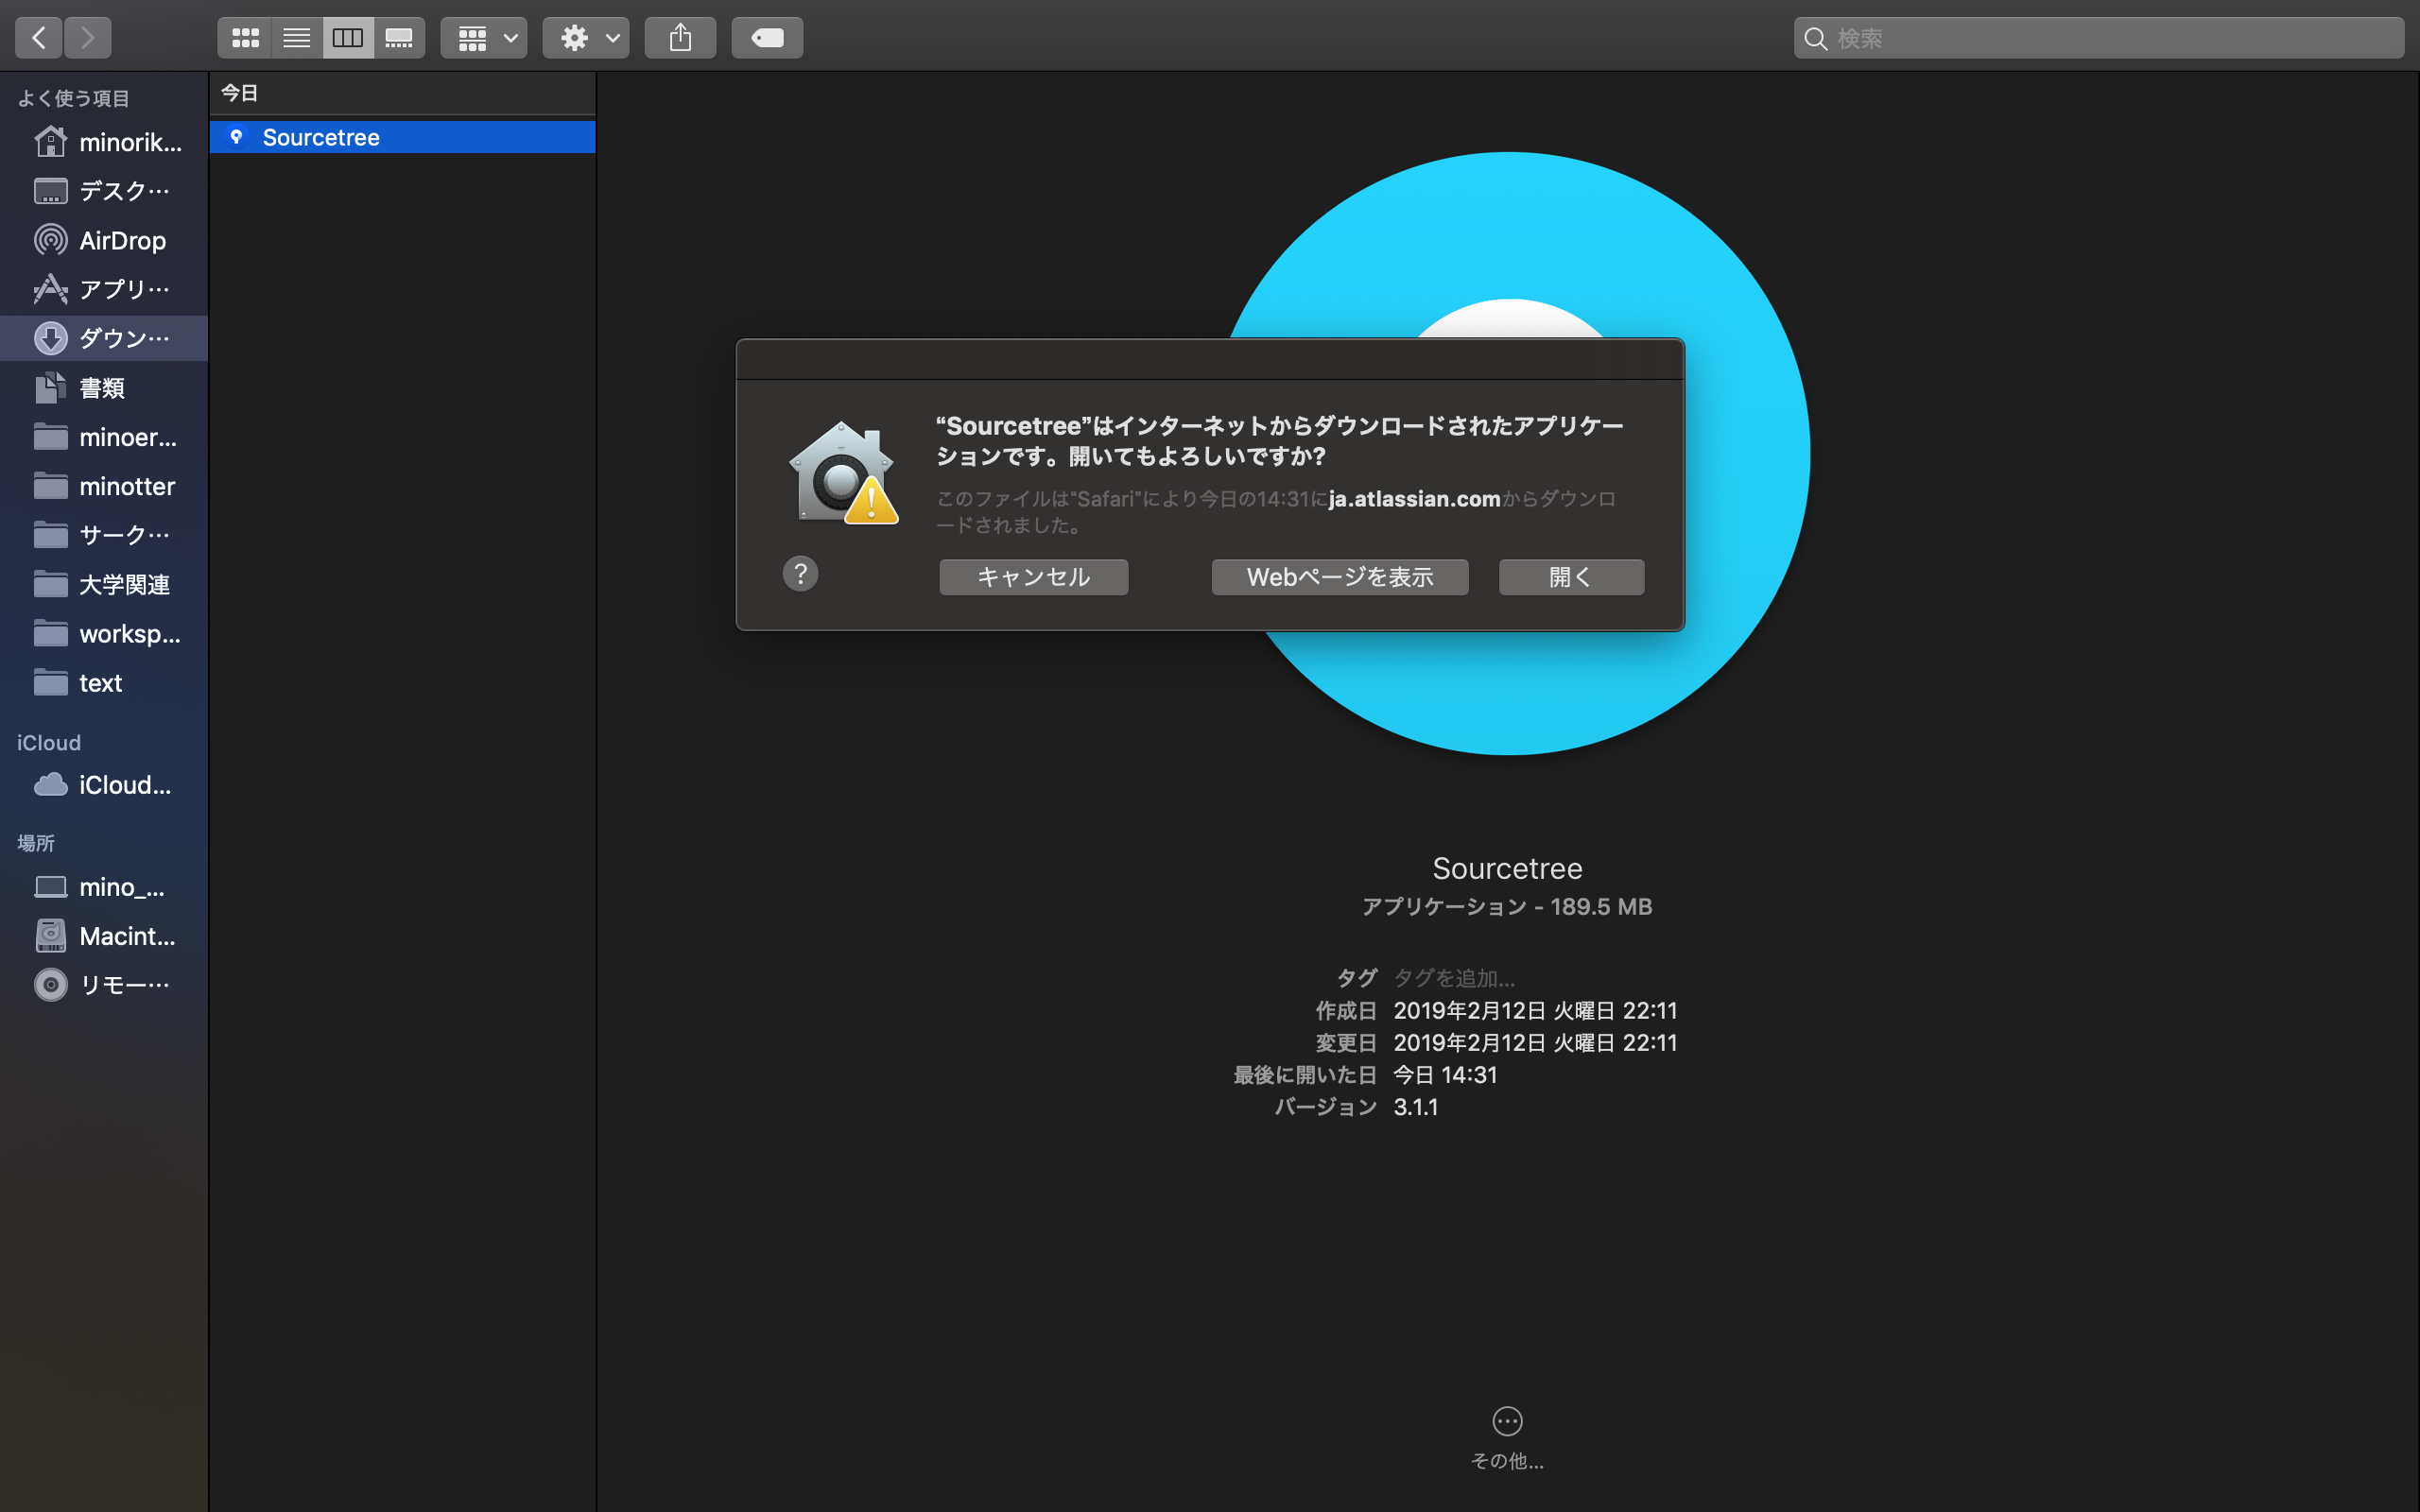 検索
よく使う項目
minorik...
デスク…
AirDrop
アプリ…
ダウン…
書類
minoer...
minotter
サーク…
大学関連
worksp...
text
iCloud
iCloud...
場所
mino_...
Macint...
リモー…
今日
Sourcetree
“Sourcetree”はインターネットからダウンロードされたアプリケー
ションです。開いてもよろしいですか?
このファイルは“Safari”により今日の14:31にja.atlassian.comからダウンロ
ードされました。
?
キャンセル
Webページを表示
開く
Sourcetree
アプリケーション - 189.5 MB
タグ タグを追加...
作成日 2019年2月12日 火曜日 22:11
変更日 2019年2月12日 火曜日 22:11
最後に開いた日 今日 14:31
バージョン 3.1.1
その他...